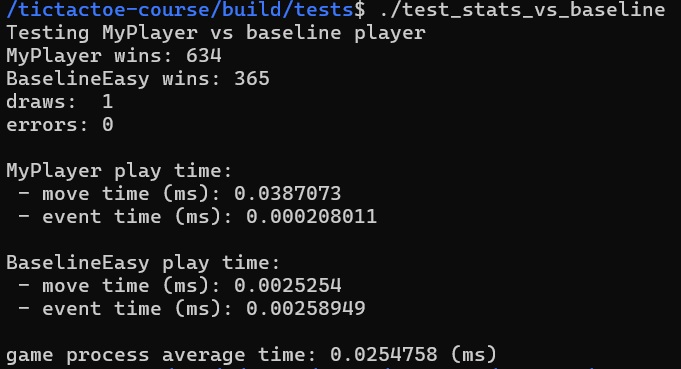 /tictactoe-course/build/tests$ ./test_stats_vs_baseline
Testing MyPlayer vs baseline player
MyPlayer wins: 634
BaselineEasy wins: 365
draws:  1
errors: 0
MyPlayer play time:
 - move time (ms): 0.0387073
 - event time (ms): 0.000208011
BaselineEasy play time:
 - move time (ms): 0.0025254
 - event time (ms): 0.00258949
game process average time: 0.0254758 (ms)